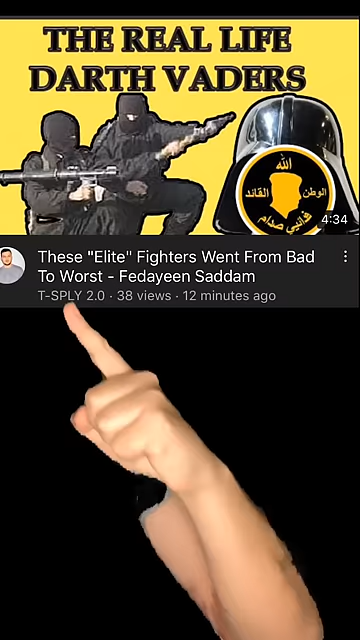 THE REAL LIFE
DARTH VADERS
الله
الوطن
القائد
فدائيي صدام
4:34
These "Elite" Fighters Went From Bad
To Worst - Fedayeen Saddam
T-SPLY 2.0 · 38 views · 12 minutes ago